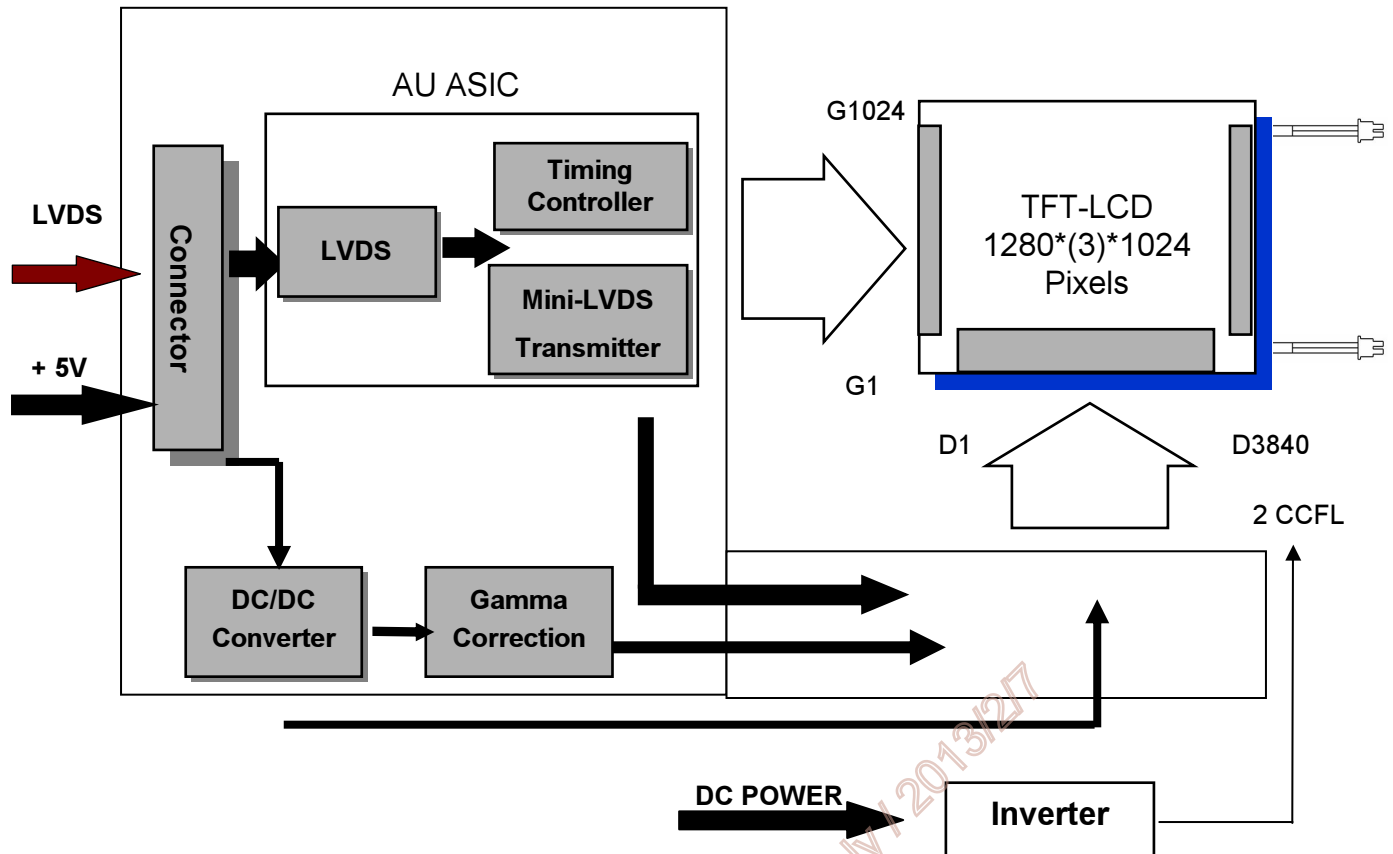 AU ASIC
G1024
Timing
Controller
TFT-LCD
1280*(3)*1024
Pixels
LVDS
Connector
LVDS
Mini-LVDS
Transmitter
+ 5V
G1
D1
D3840
2 CCFL
DC/DC
Converter
Gamma
Correction
DC POWER
Inverter
/ 2013/2/7